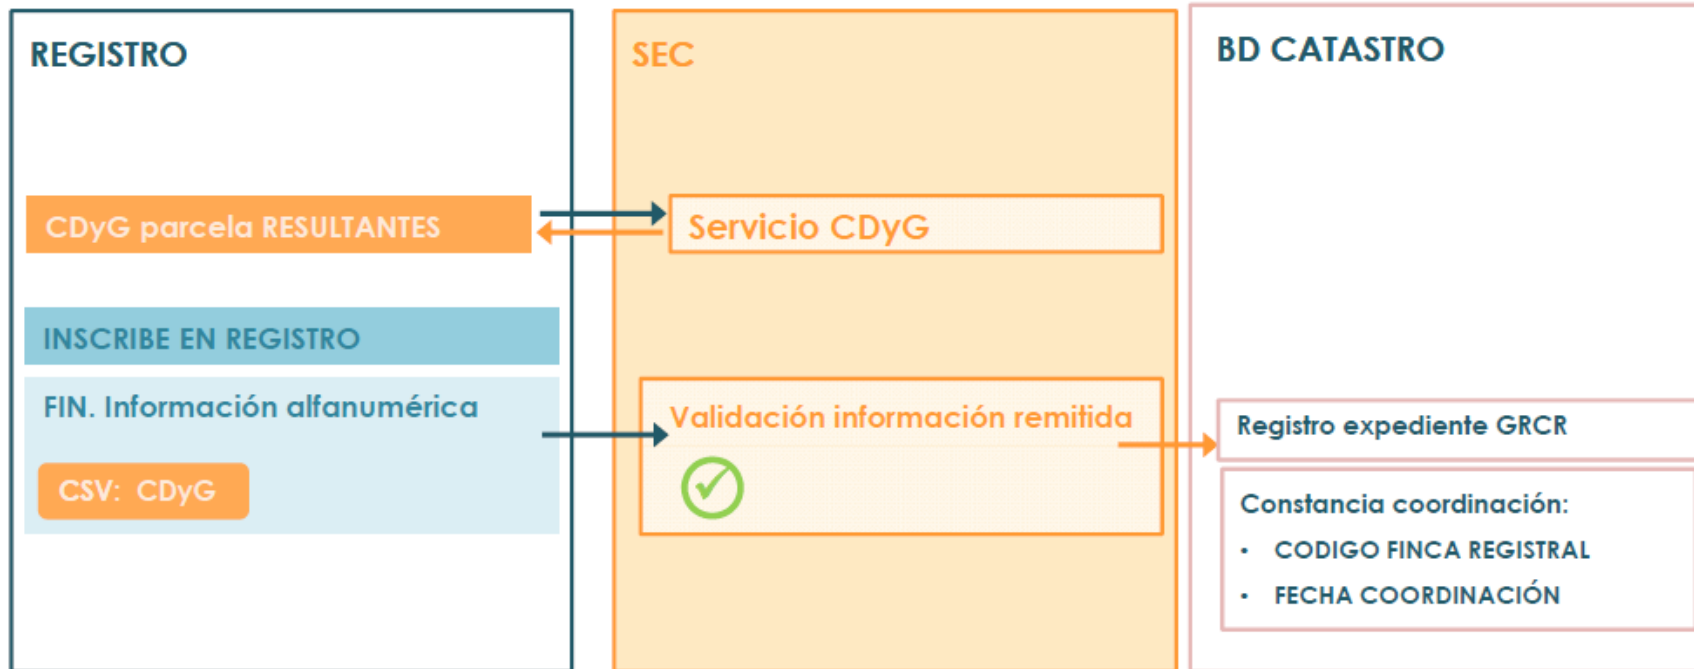 REGISTRO
CDyG parcela RESULTANTES
INSCRIBE EN REGISTRO
FIN. Información alfanumérica
CSV: CDyG
SEC
Servicio CDyG
Validación información remitida
BD CATASTRO
Registro expediente GRCR
Constancia coordinación:
• CODIGO FINCA REGISTRAL
• FECHA COORDINACIÓN